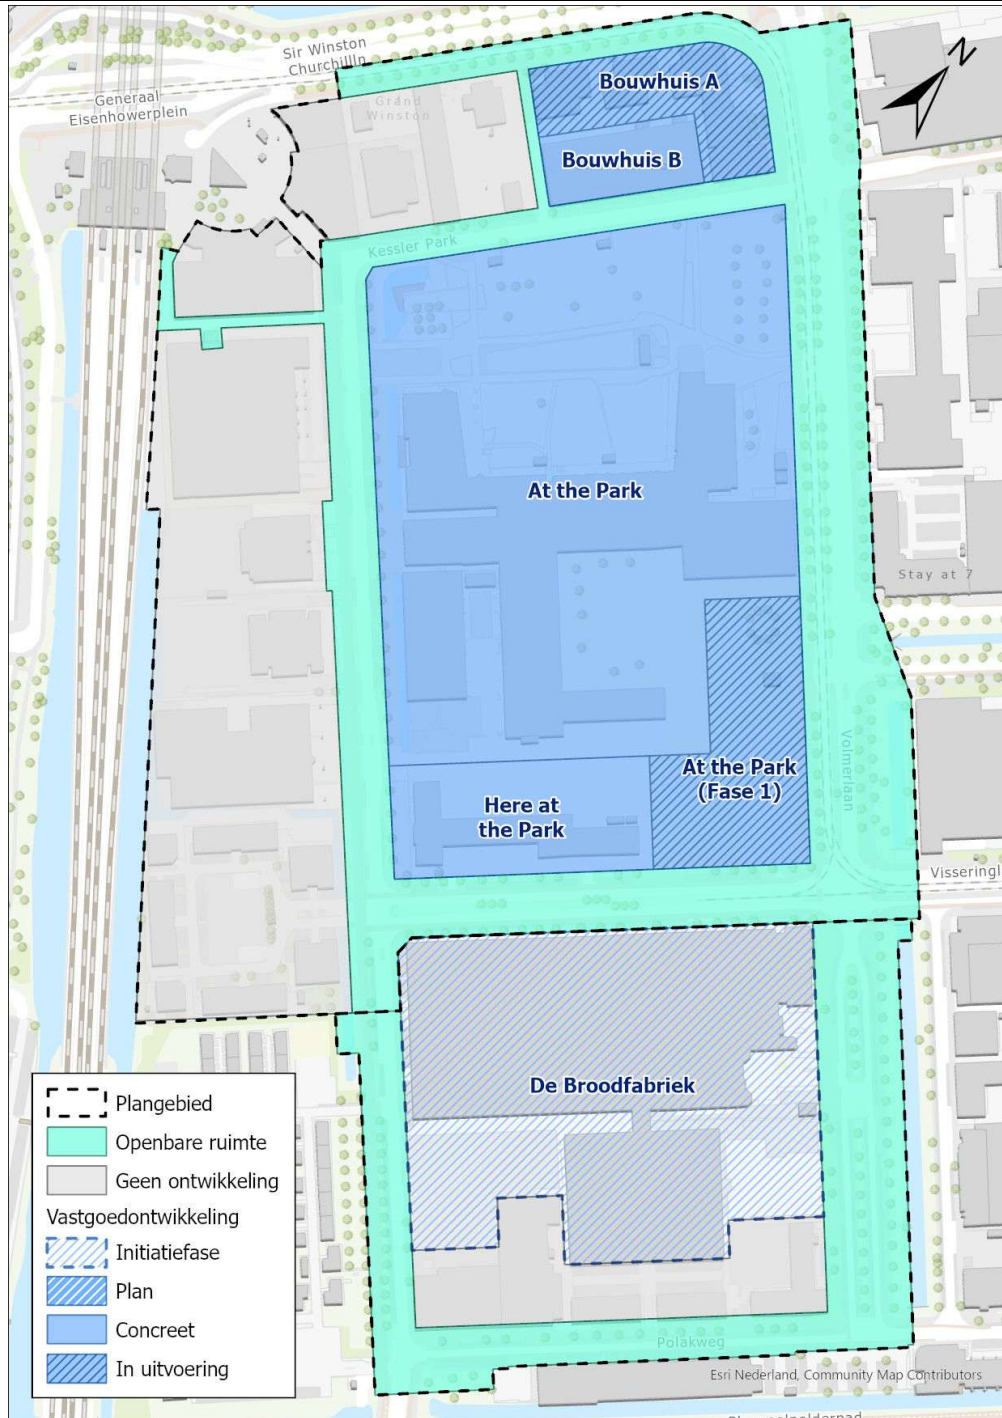 Sir Winston
Churchilln
Generaal
Eisenhowerplein
N
Grand
Winston
Bouwhuis A
Bouwhuis B
Kessler Park
At the Park
Stay at 7
At the Park
(Fase 1)
Volmerlaan
Here at
the Park
Visseringl
De Broodfabriek
Plangebied
Openbare ruimte
Geen ontwikkeling
Vastgoedontwikkeling
Initiatiefase
Plan
Concreet
In uitvoering
Polakweg
Esri Nederland, Community Map Contributors